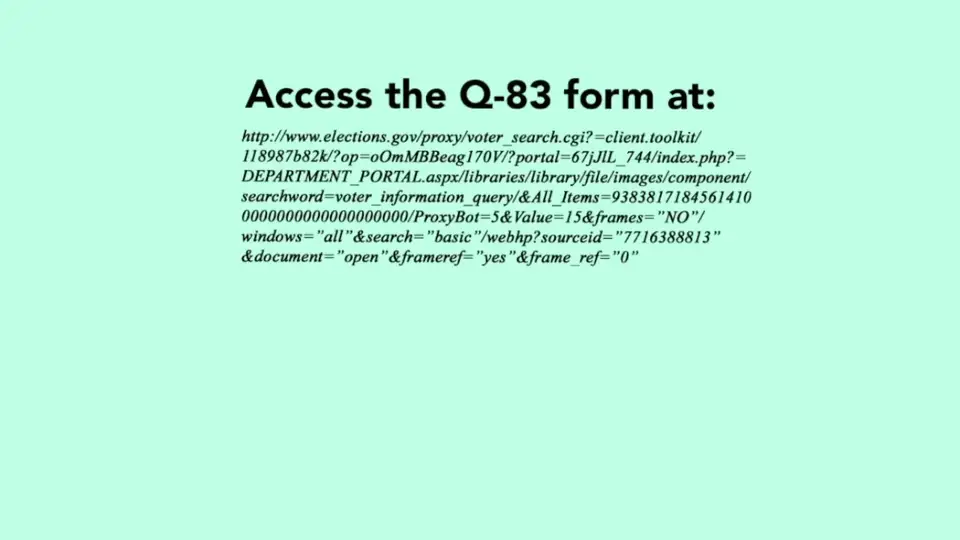 Access the Q-83 form at:
http://www.elections.gov/proxy/voter_search.cgi?=client.toolkit/
118987b82k/?op=oOmMBBeag170V/?portal=67jJlL_744/index.php?=
DEPARTMENT_PORTAL.aspx/libraries/library/file/images/component/
searchword=voter_information_query/&All_Items=9383817184561410
0000000000000000000/ProxyBot=5&Value=15&frames=”NO”/
windows=”all”&search=”basic”/webhp?sourceid=”7716388813”
&document=”open”&frameref=”yes”&frame_ref=”0”